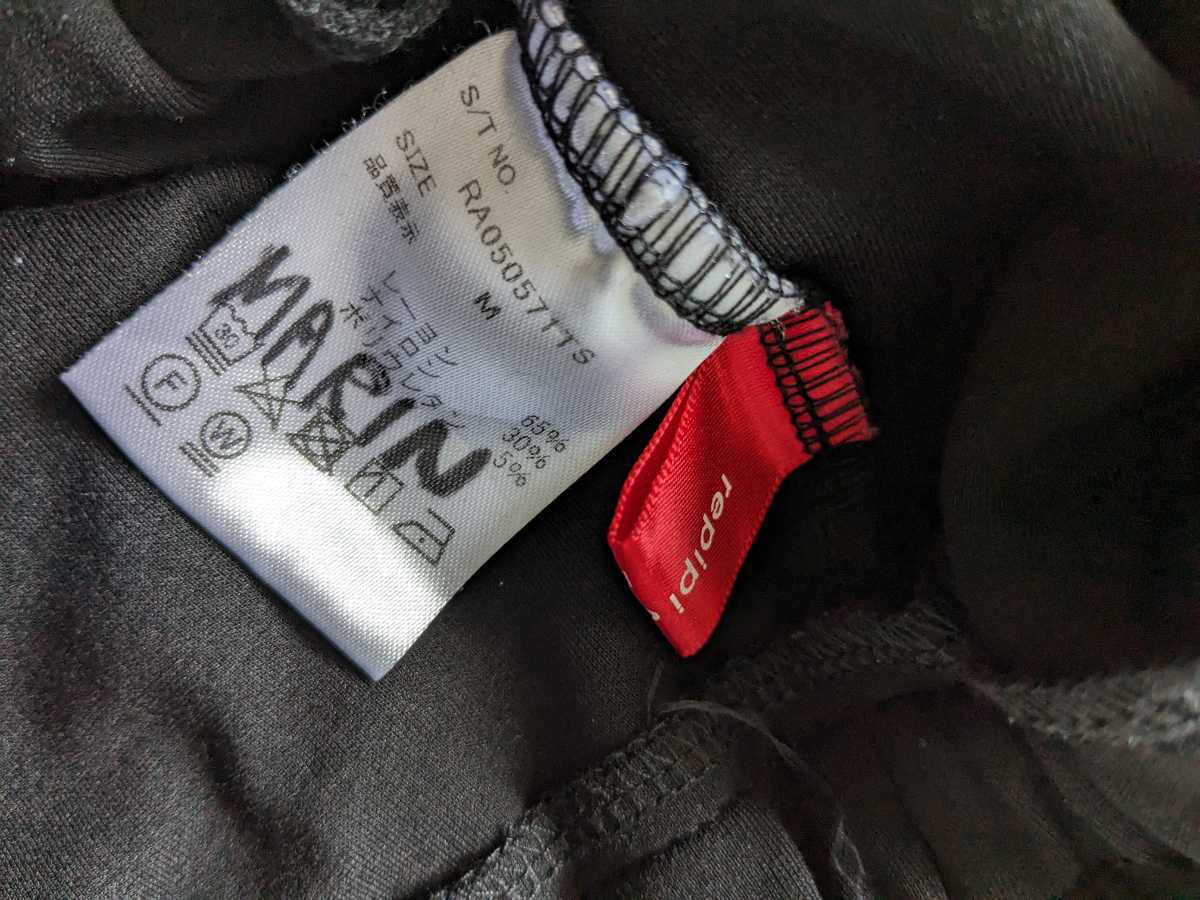 S/T NO. RA05057TTS
SIZE M
品質表示
レーヨン 65%
ナイロン 30%
ポリウレタン 5%
MARIN
30
F
W
repipi